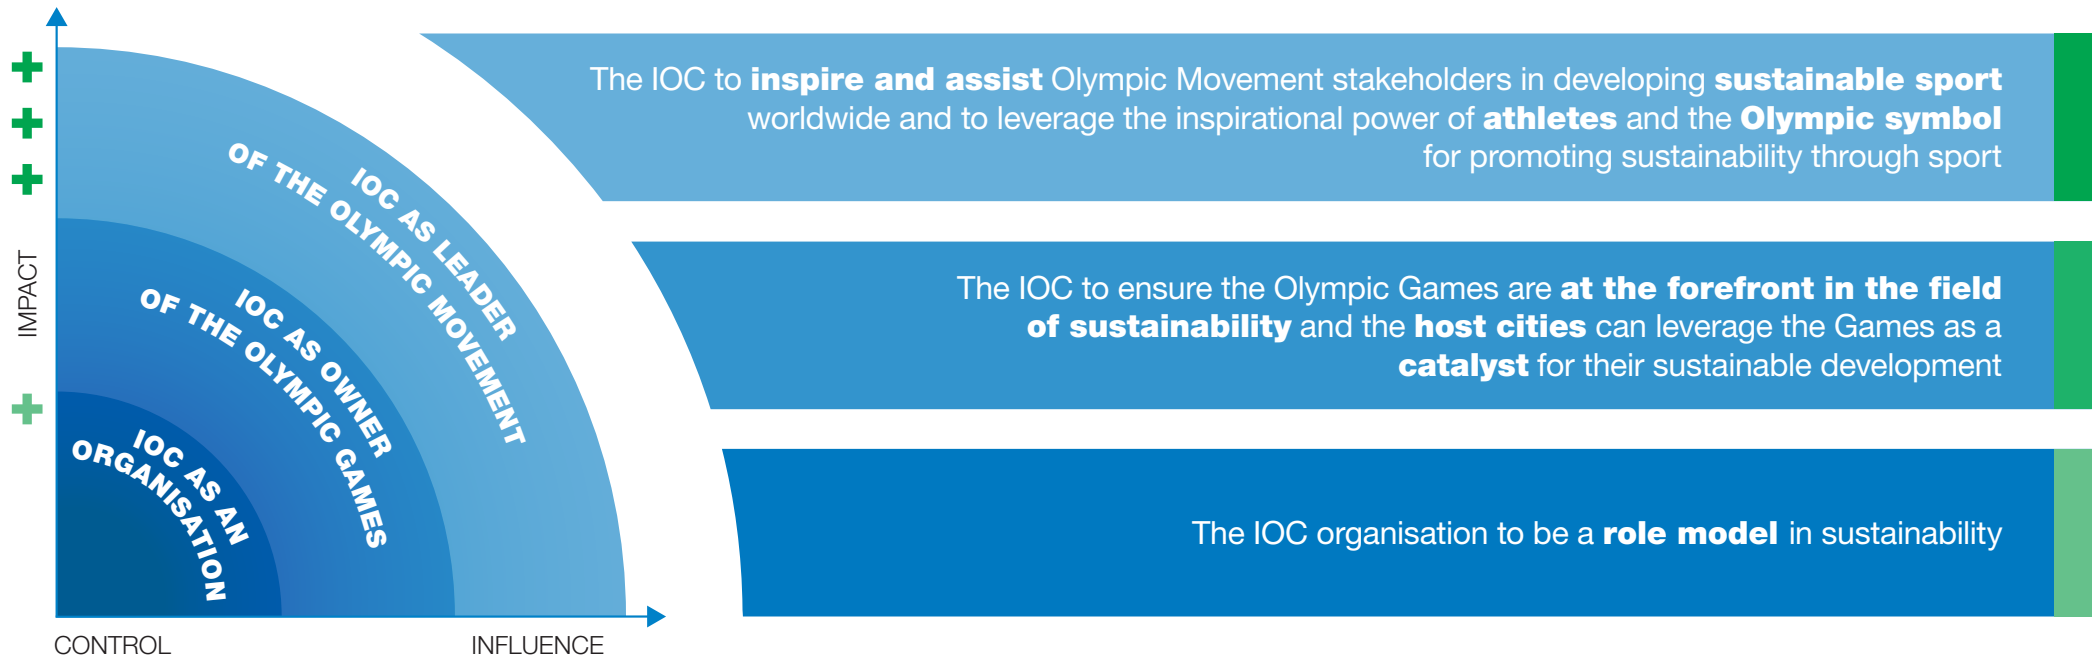 The IOC to inspire and assist Olympic Movement stakeholders in developing sustainable sport
worldwide and to leverage the inspirational power of athletes and the Olympic symbol
for promoting sustainability through sport
IOC AS LEADER
OF THE OLYMPIC MOVEMENT
IMPACT
The IOC to ensure the Olympic Games are at the forefront in the field
of sustainability and the host cities can leverage the Games as a
catalyst for their sustainable development
IOC AS OWNER
OF THE OLYMPIC GAMES
IOC AS AN
ORGANISATION
The IOC organisation to be a role model in sustainability
CONTROL
INFLUENCE